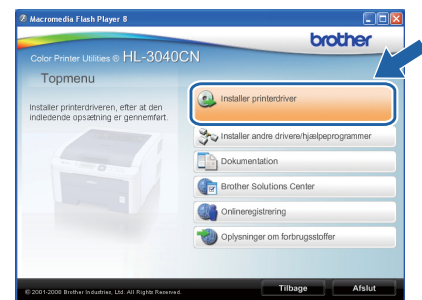 Macromedia Flash Player 8
brother
Color Printer Utilities © HL-3040CN
Topmenu
Installer printerdriveren, efter at den
indledende opsætning er gennemført.
Installer printerdriver
Installer andre drivere/hjælpeprogrammer
Dokumentation
Brother Solutions Center
Onlineregistrering
Oplysninger om forbrugsstoffer
© 2001-2008 Brother Industries, Ltd. All Rights Reserved.
Tilbage
Afslut